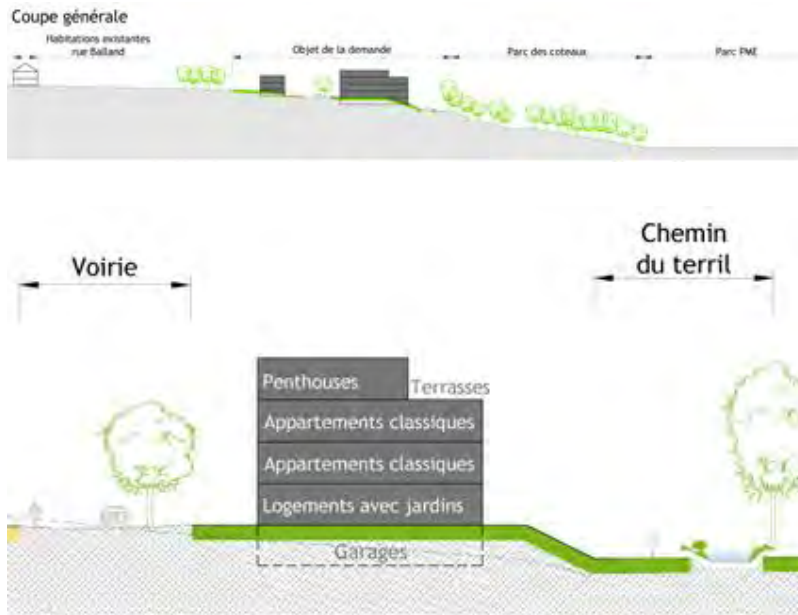 Coupe générale
Habitations existantes
rue Balland
Objet de la demande
Parc des coteaux
Parc PME
Voirie
Chemin
du terril
Penthouses
Terrasses
Appartements classiques
Appartements classiques
Logements avec jardins
Garages